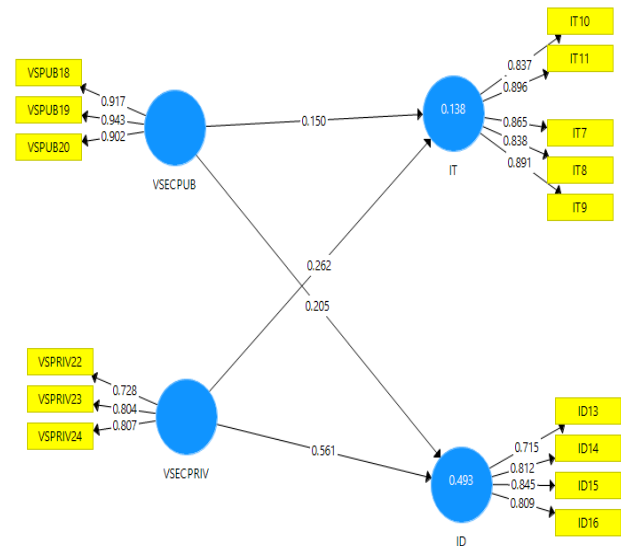 IT10
IT11
0.837
0.896
VSPUB18
VSPUB19
VSPUB20
0.917
0.943
0.902
VSECPUB
0.150
0.138
IT
0.865
0.838
0.891
IT7
IT8
IT9
0.262
0.205
VSPRIV22
VSPRIV23
VSPRIV24
0.728
0.804
0.807
VSECPRIV
0.561
0.493
ID
0.715
0.812
0.845
0.809
ID13
ID14
ID15
ID16